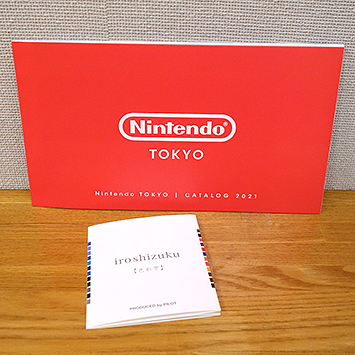 Nintendo®
TOKYO
Nintendo TOKYO | CATALOG 2021
iroshizuku
【色彩雫】
PRODUCED by PILOT